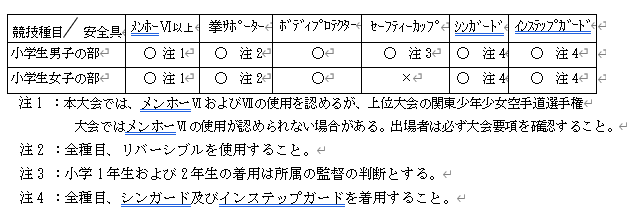 競技種目／安全具 メンホーⅥ以上 拳サポーター ボディプロテクター セーフティーカップ シンガード インステップガード
小学生男子の部 ○ 注1 ○ 注2 ○ ○ 注3 ○ 注4 ○ 注4
小学生女子の部 ○ 注1 ○ 注2 ○ × ○ 注4 ○ 注4
注1 ：本大会では、メンホーⅥおよびⅦの使用を認めるが、上位大会の関東少年少女空手道選手権
大会ではメンホーⅥの使用が認められない場合がある。出場者は必ず大会要項を確認すること。
注2 ：全種目、リバーシブルを使用すること。
注3 ：小学1年生および2年生の着用は所属の監督の判断とする。
注4 ：全種目、シンガード及びインステップガードを着用すること。